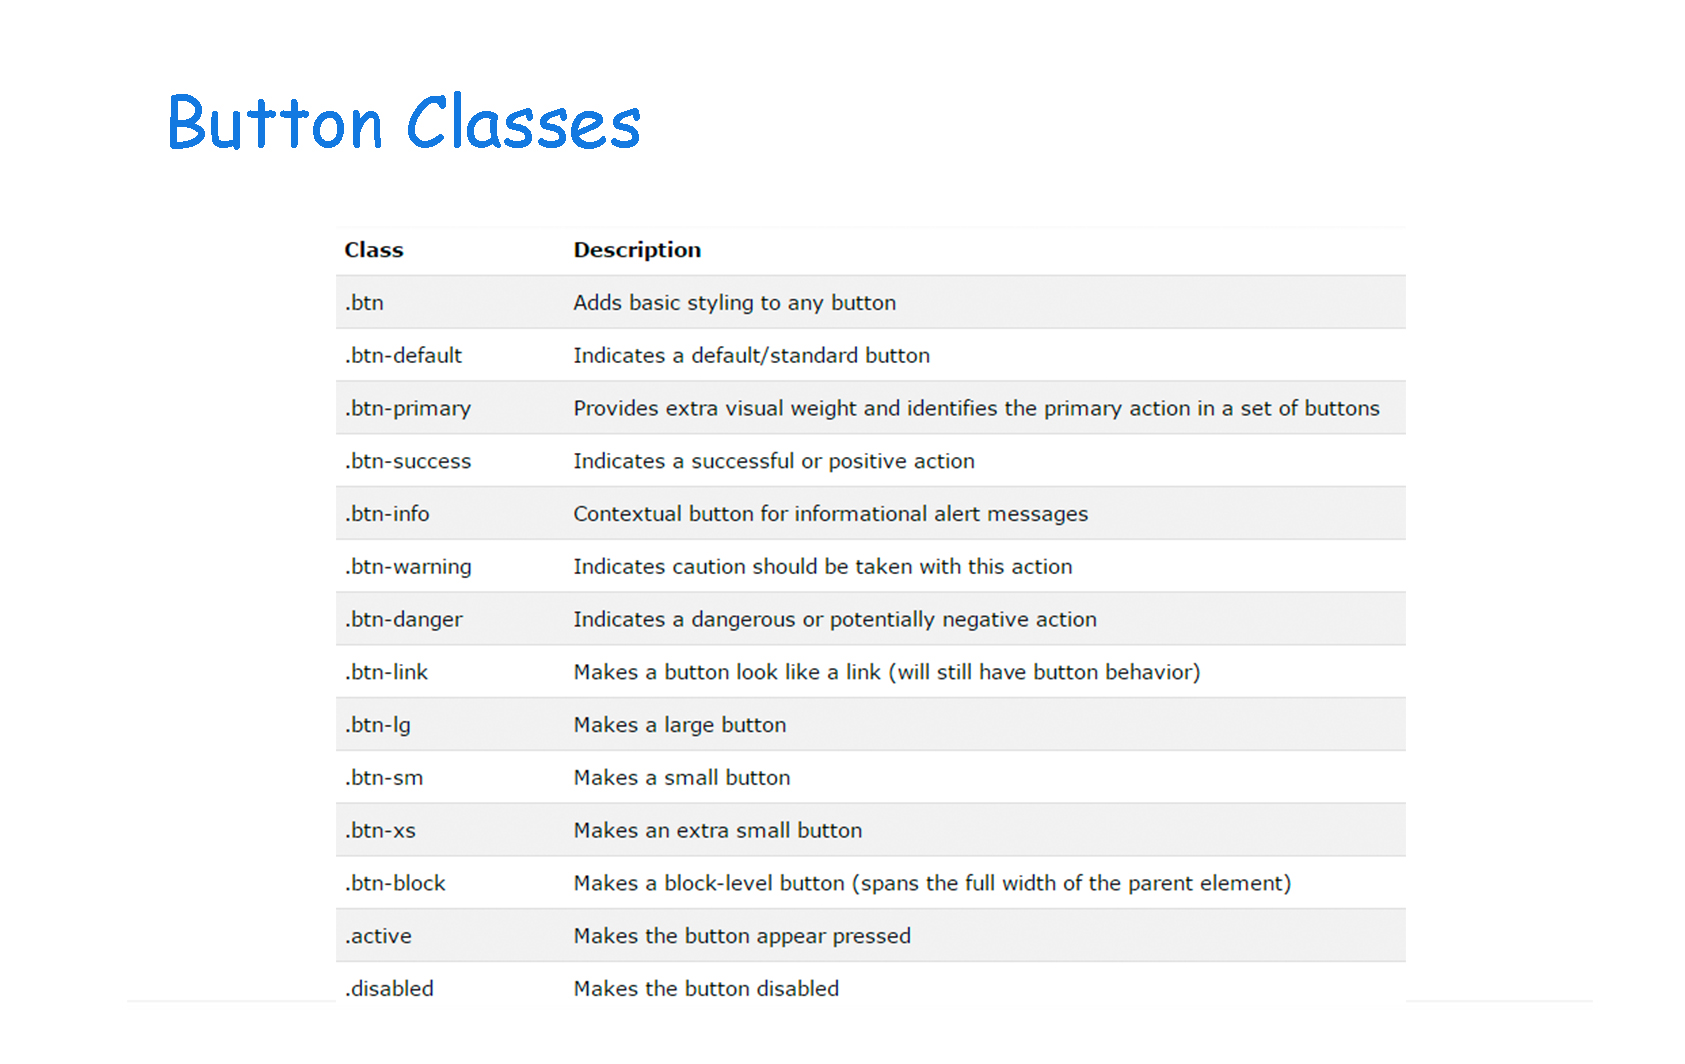 Button Classes
Class Description
.btn Adds basic styling to any button
.btn-default Indicates a default/standard button
.btn-primary Provides extra visual weight and identifies the primary action in a set of buttons
.btn-success Indicates a successful or positive action
.btn-info Contextual button for informational alert messages
.btn-warning Indicates caution should be taken with this action
.btn-danger Indicates a dangerous or potentially negative action
.btn-link Makes a button look like a link (will still have button behavior)
.btn-lg Makes a large button
.btn-sm Makes a small button
.btn-xs Makes an extra small button
.btn-block Makes a block-level button (spans the full width of the parent element)
.active Makes the button appear pressed
.disabled Makes the button disabled